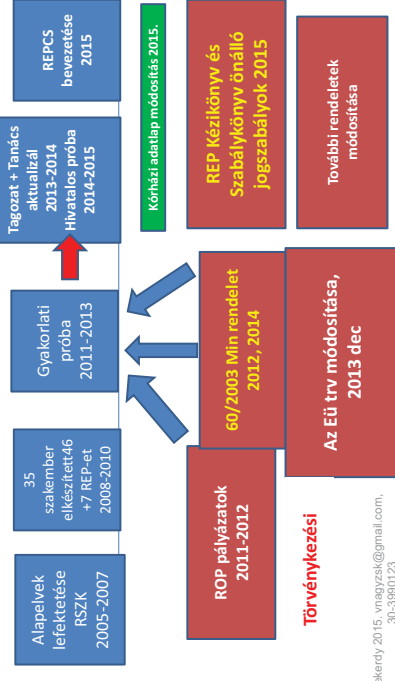 Alapelvek
lefektetése
RSZK
2005-2007
35
szakember
elkészített46
+7 REP-et
2008-2010
Gyakorlati
próba
2011-2013
Tagozat + Tanács
aktualizál
2013-2014
Hivatalos próba
2014-2015
REPCS
bevezetése
2015
Kórházi adatlap módosítás 2015.
ROP pályázatok
2011-2012
60/2003 Min rendelet
2012, 2014
REP Kézikönyv és
Szabálykönyv önálló
jogszabályok 2015
Törvénykezési
Az Eü trv módosítása,
2013 dec
További rendeletek
módosítása
ekerdy 2015. vnagyzsk@gmail.com,
30-3990123